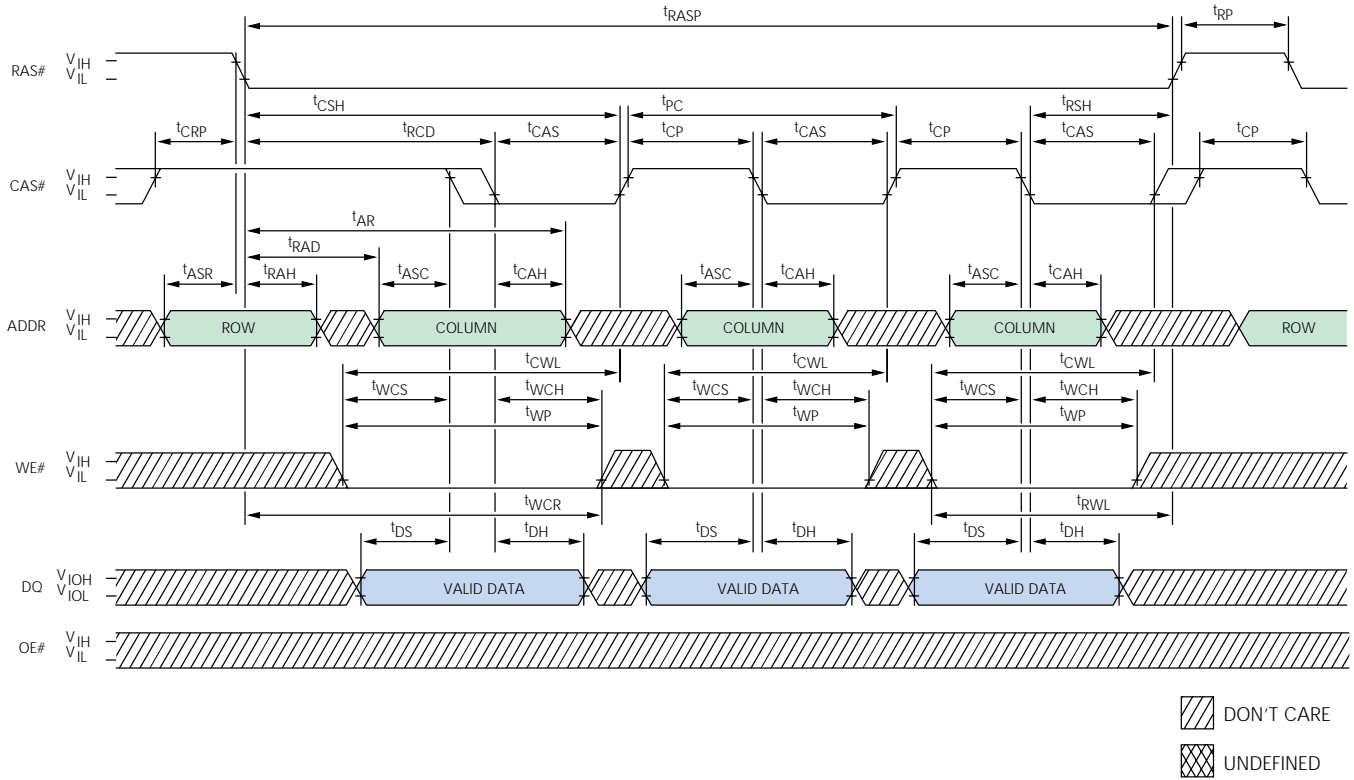 tRASP
tRP
RAS# VIH
VIL
tCSH
tPC
tRSH
tCRP
tRCD
tCAS
tCP
tCAS
tCP
tCAS
tCP
CAS# VIH
VIL
tAR
tRAD
tASR
tRAH
tASC
tCAH
tASC
tCAH
tASC
tCAH
ADDR VIH
VIL
ROW
COLUMN
COLUMN
COLUMN
ROW
tCWL
tCWL
tCWL
tWCS
tWCH
tWCS
tWCH
tWCS
tWCH
tWP
tWP
tWP
WE# VIH
VIL
tWCR
tRWL
tDS
tDH
tDS
tDH
tDS
tDH
DQ VIOH
VIOL
VALID DATA
VALID DATA
VALID DATA
OE# VIH
VIL
DON'T CARE
UNDEFINED